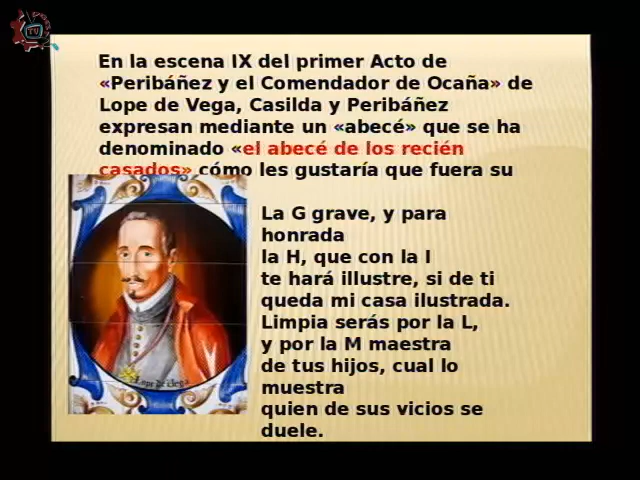 TV
En la escena IX del primer Acto de
«Peribáñez y el Comendador de Ocaña» de
Lope de Vega, Casilda y Peribáñez
expresan mediante un «abecé» que se ha
denominado «el abecé de los recién
casados» cómo les gustaría que fuera su
La G grave, y para
honrada
la H, que con la I
te hará illustre, si de ti
queda mi casa ilustrada.
Limpia serás por la L,
y por la M maestra
de tus hijos, cual lo
muestra
quien de sus vicios se
duele.
Lope de Vega